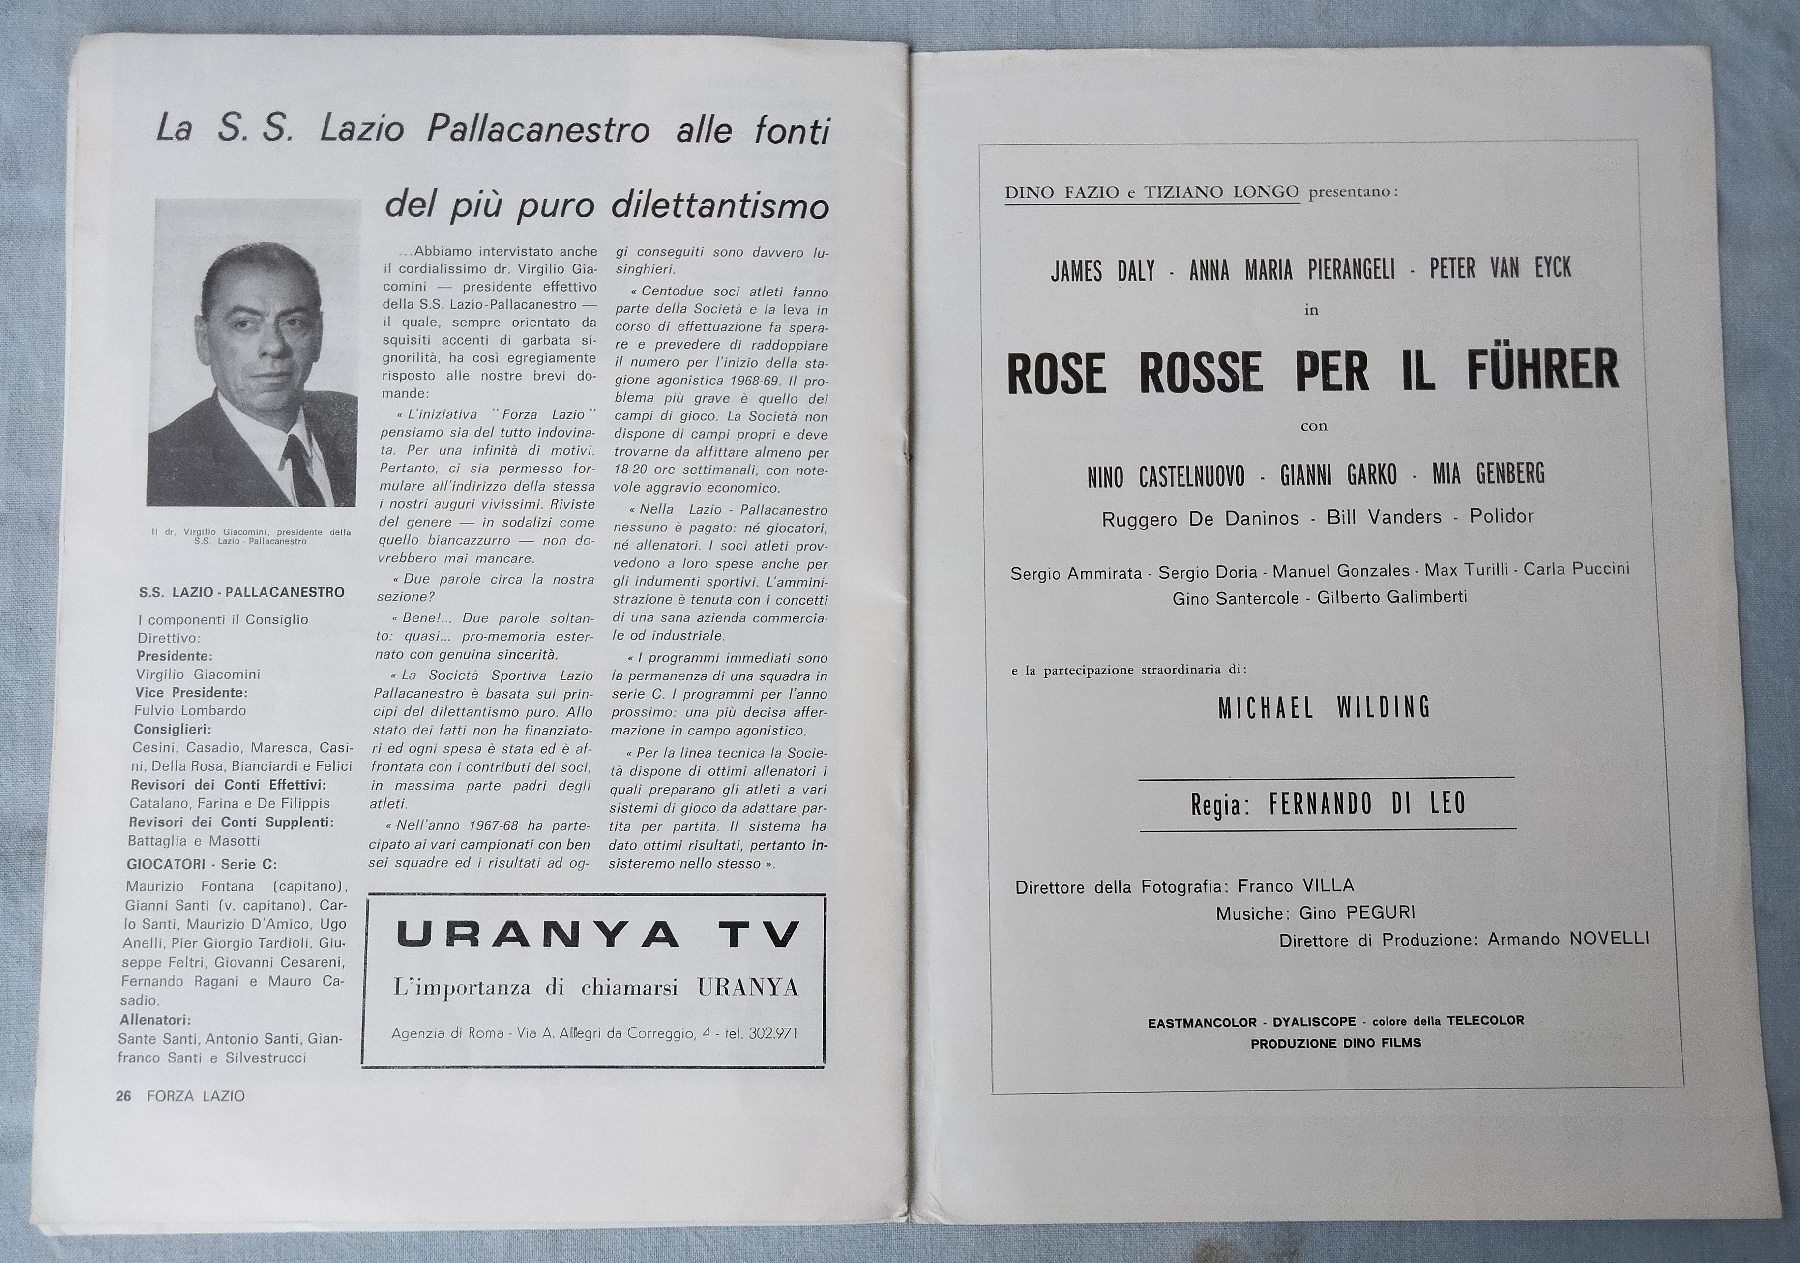 La S. S. Lazio Pallacanestro alle fonti
del più puro dilettantismo
Il dr. Virgilio Giacomini, presidente della
S.S. Lazio - Pallacanestro
S.S. LAZIO - PALLACANESTRO
I componenti il Consiglio
Direttivo:
Presidente:
Virgilio Giacomini
Vice Presidente:
Fulvio Lombardo
Consiglieri:
Cesini, Casadio, Maresca, Casi-
ni, Della Rosa, Bianciardi e Felici
Revisori dei Conti Effettivi:
Catalano, Farina e De Filippis
Revisori dei Conti Supplenti:
Battaglia e Masotti
GIOCATORI - Serie C:
Maurizio Fontana (capitano),
Gianni Santi (v. capitano), Car-
lo Santi, Maurizio D'Amico, Ugo
Anelli, Pier Giorgio Tardioli, Giu-
seppe Feltri, Giovanni Cesareni,
Fernando Ragani e Mauro Ca-
sadio.
Allenatori:
Sante Santi, Antonio Santi, Gian-
franco Santi e Silvestrucci
...Abbiamo intervistato anche
il cordialissimo dr. Virgilio Gia-
comini — presidente effettivo
della S.S. Lazio-Pallacanestro —
il quale, sempre orientato da
squisiti accenti di garbata si-
gnorilità, ha così egregiamente
risposto alle nostre brevi do-
mande:
« L'iniziativa "Forza Lazio"
pensiamo sia del tutto indovina-
ta. Per una infinità di motivi.
Pertanto, ci sia permesso for-
mulare all'indirizzo della stessa
i nostri auguri vivissimi. Riviste
del genere — in sodalizi come
quello biancazzurro — non do-
vrebbero mai mancare.
« Due parole circa la nostra
sezione?
« Bene!... Due parole soltan-
to: quasi... pro-memoria ester-
nato con genuina sincerità.
« La Società Sportiva Lazio
Pallacanestro è basata sui prin-
cipi del dilettantismo puro. Allo
stato dei fatti non ha finanziato-
ri ed ogni spesa è stata ed è af-
frontata con i contributi dei soci,
in massima parte padri degli
atleti.
« Nell'anno 1967-68 ha parte-
cipato ai vari campionati con ben
sei squadre ed i risultati ad og-
gi conseguiti sono davvero lu-
singhieri.
« Centodue soci atleti fanno
parte della Società e la leva in
corso di effettuazione fa spera-
re e prevedere di raddoppiare
il numero per l'inizio della sta-
gione agonistica 1968-69. Il pro-
blema più grave è quello dei
campi di gioco. La Società non
dispone di campi propri e deve
trovarne da affittare almeno per
18-20 ore settimanali, con note-
vole aggravio economico.
« Nella Lazio - Pallacanestro
nessuno è pagato: né giocatori,
né allenatori. I soci atleti prov-
vedono a loro spese anche per
gli indumenti sportivi. L'ammini-
strazione è tenuta con i concetti
di una sana azienda commercia-
le od industriale.
« I programmi immediati sono
la permanenza di una squadra in
serie C. I programmi per l'anno
prossimo: una più decisa affer-
mazione in campo agonistico.
« Per la linea tecnica la Socie-
tà dispone di ottimi allenatori i
quali preparano gli atleti a vari
sistemi di gioco da adattare par-
tita per partita. Il sistema ha
dato ottimi risultati, pertanto in-
sisteremo nello stesso ».
URANYA TV
L'importanza di chiamarsi URANYA
Agenzia di Roma - Via A. Alllegri da Correggio, 4 - tel. 302.971
26 FORZA LAZIO
DINO FAZIO e TIZIANO LONGO presentano:
JAMES DALY - ANNA MARIA PIERANGELI - PETER VAN EYCK
in
ROSE ROSSE PER IL FÜHRER
con
NINO CASTELNUOVO - GIANNI GARKO - MIA GENBERG
Ruggero De Daninos - Bill Vanders - Polidor
Sergio Ammirata - Sergio Doria - Manuel Gonzales - Max Turilli - Carla Puccini
Gino Santercole - Gilberto Galimberti
e la partecipazione straordinaria di:
MICHAEL WILDING
Regia: FERNANDO DI LEO
Direttore della Fotografia: Franco VILLA
Musiche: Gino PEGURI
Direttore di Produzione: Armando NOVELLI
EASTMANCOLOR - DYALISCOPE - colore della TELECOLOR
PRODUZIONE DINO FILMS